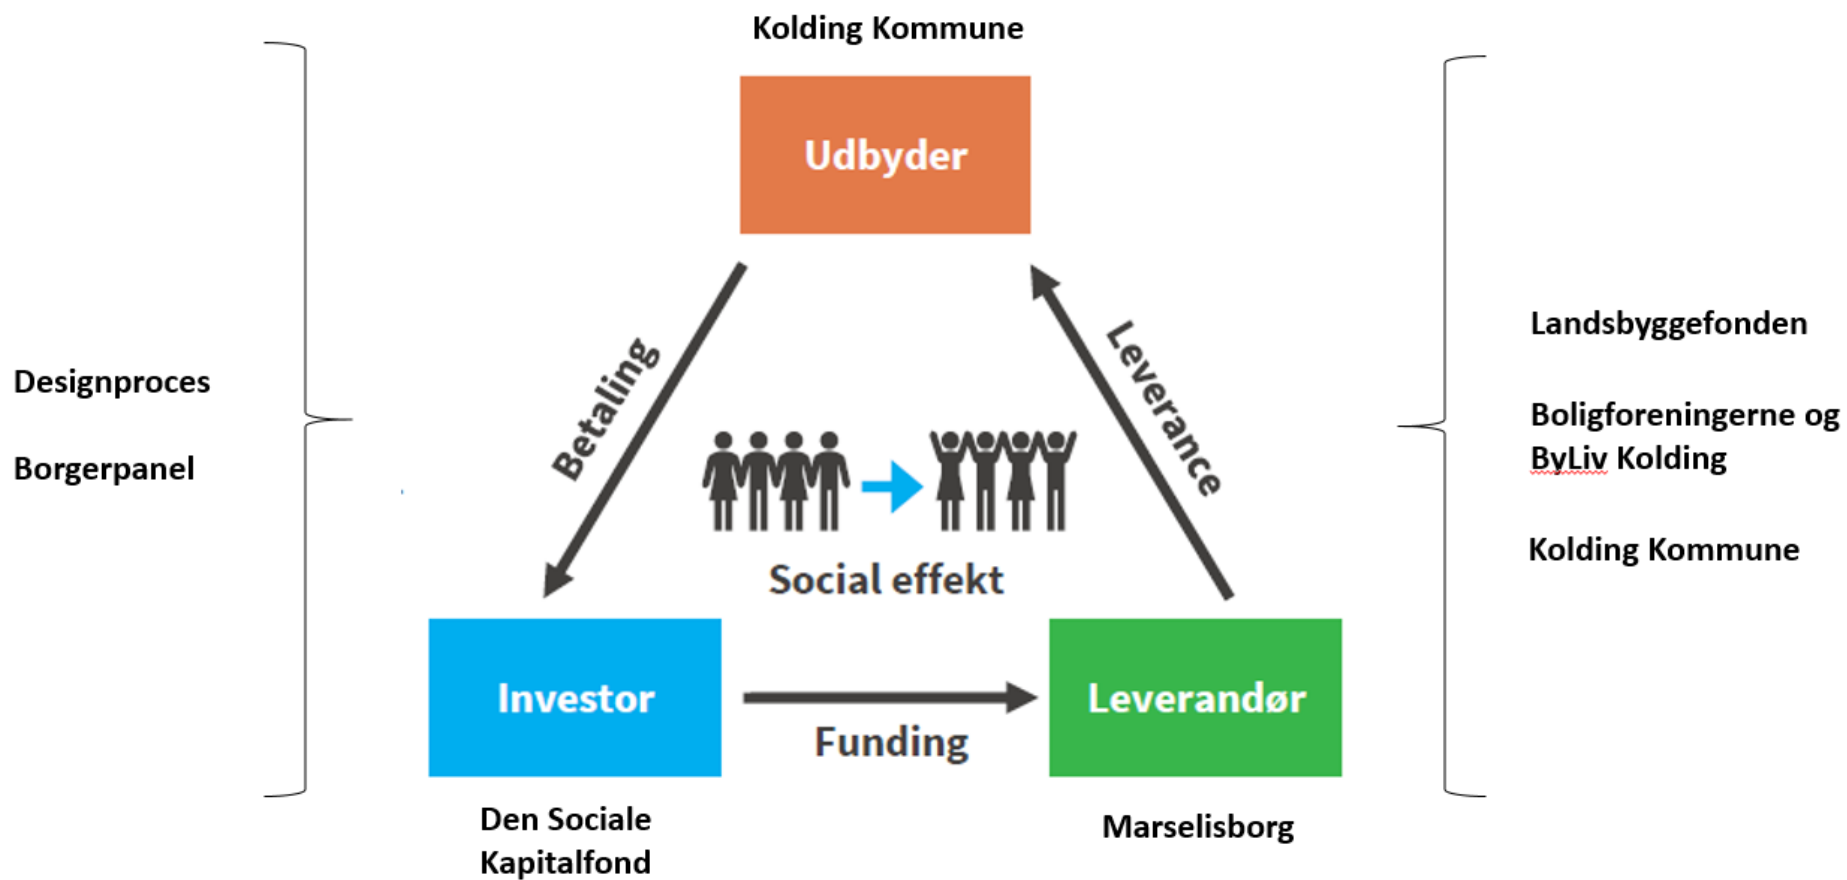 Kolding Kommune
Udbyder
Betaling
Leverance
Social effekt
Investor
Funding
Leverandør
Den Sociale
Kapitalfond
Marselisborg
Designproces
Borgerpanel
Landsbyggefonden
Boligforeningerne og
ByLiv Kolding
Kolding Kommune